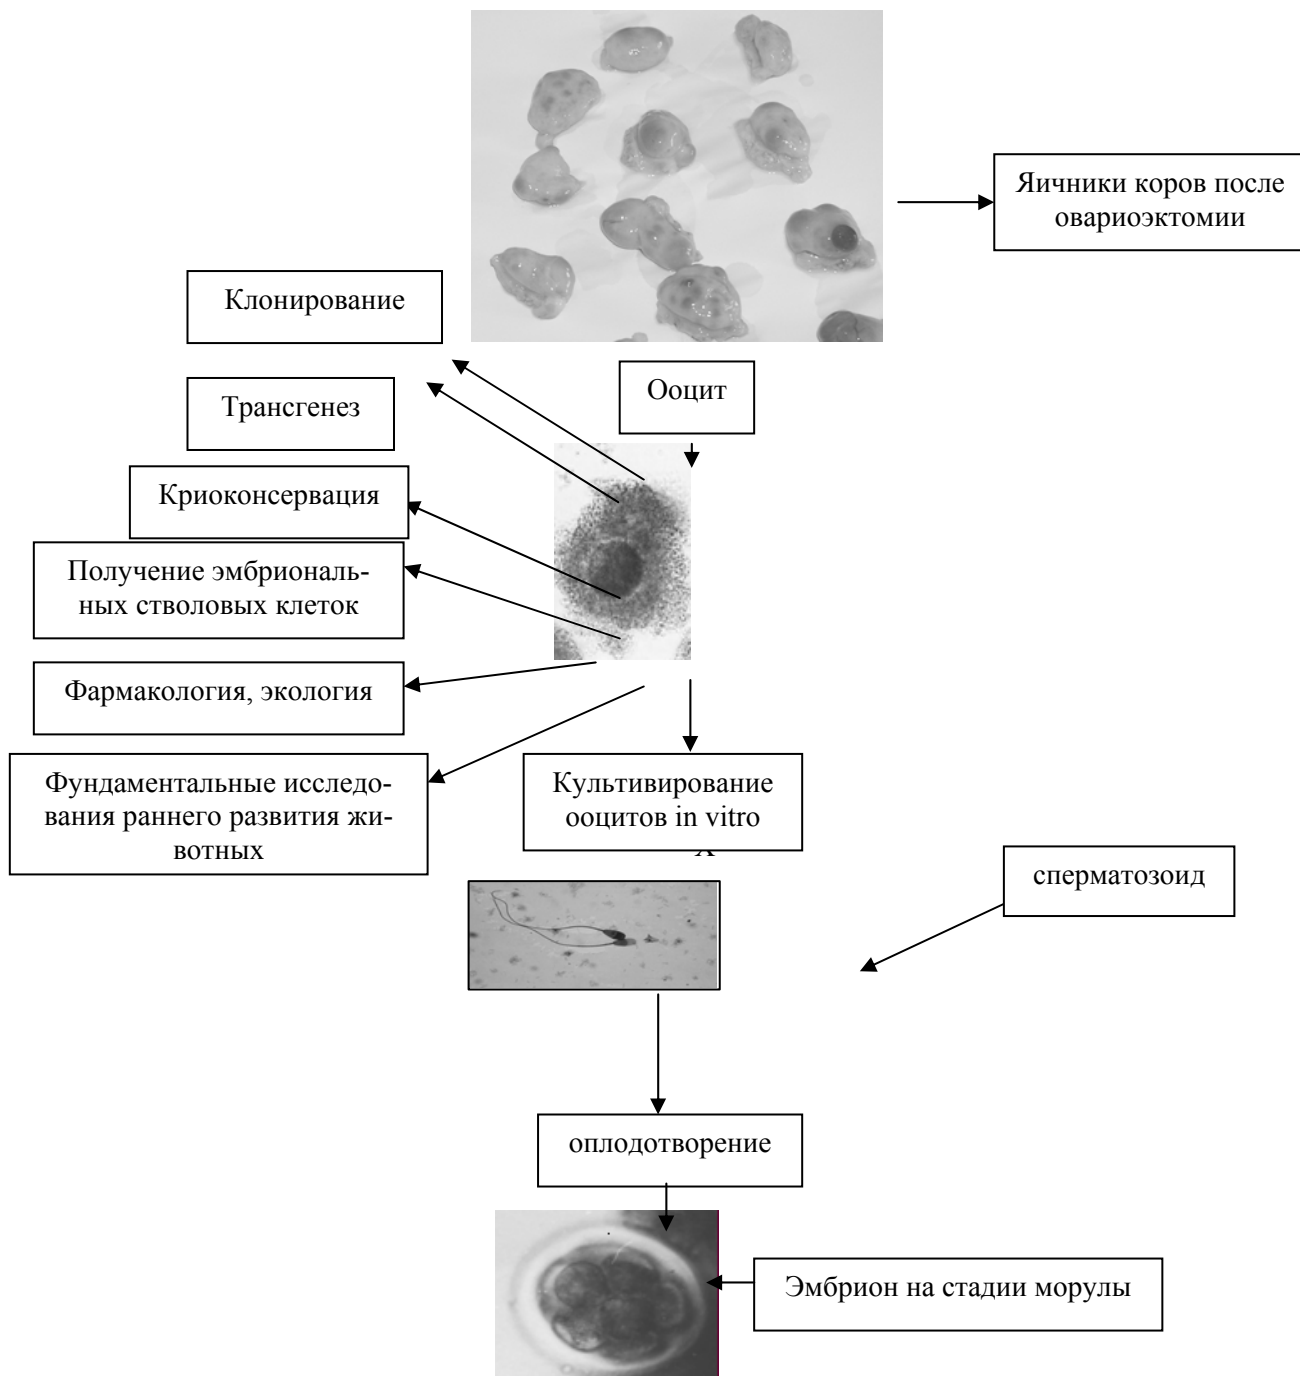 Яичники коров после
овариоэктомии
Клонирование
Ооцит
Трансгенез
Криоконсервация
Получение эмбриональ-
ных стволовых клеток
Фармакология, экология
Фундаментальные исследо-
вания раннего развития жи-
вотных
Культивирование
ооцитов in vitro
Х
сперматозоид
оплодотворение
Эмбрион на стадии морулы